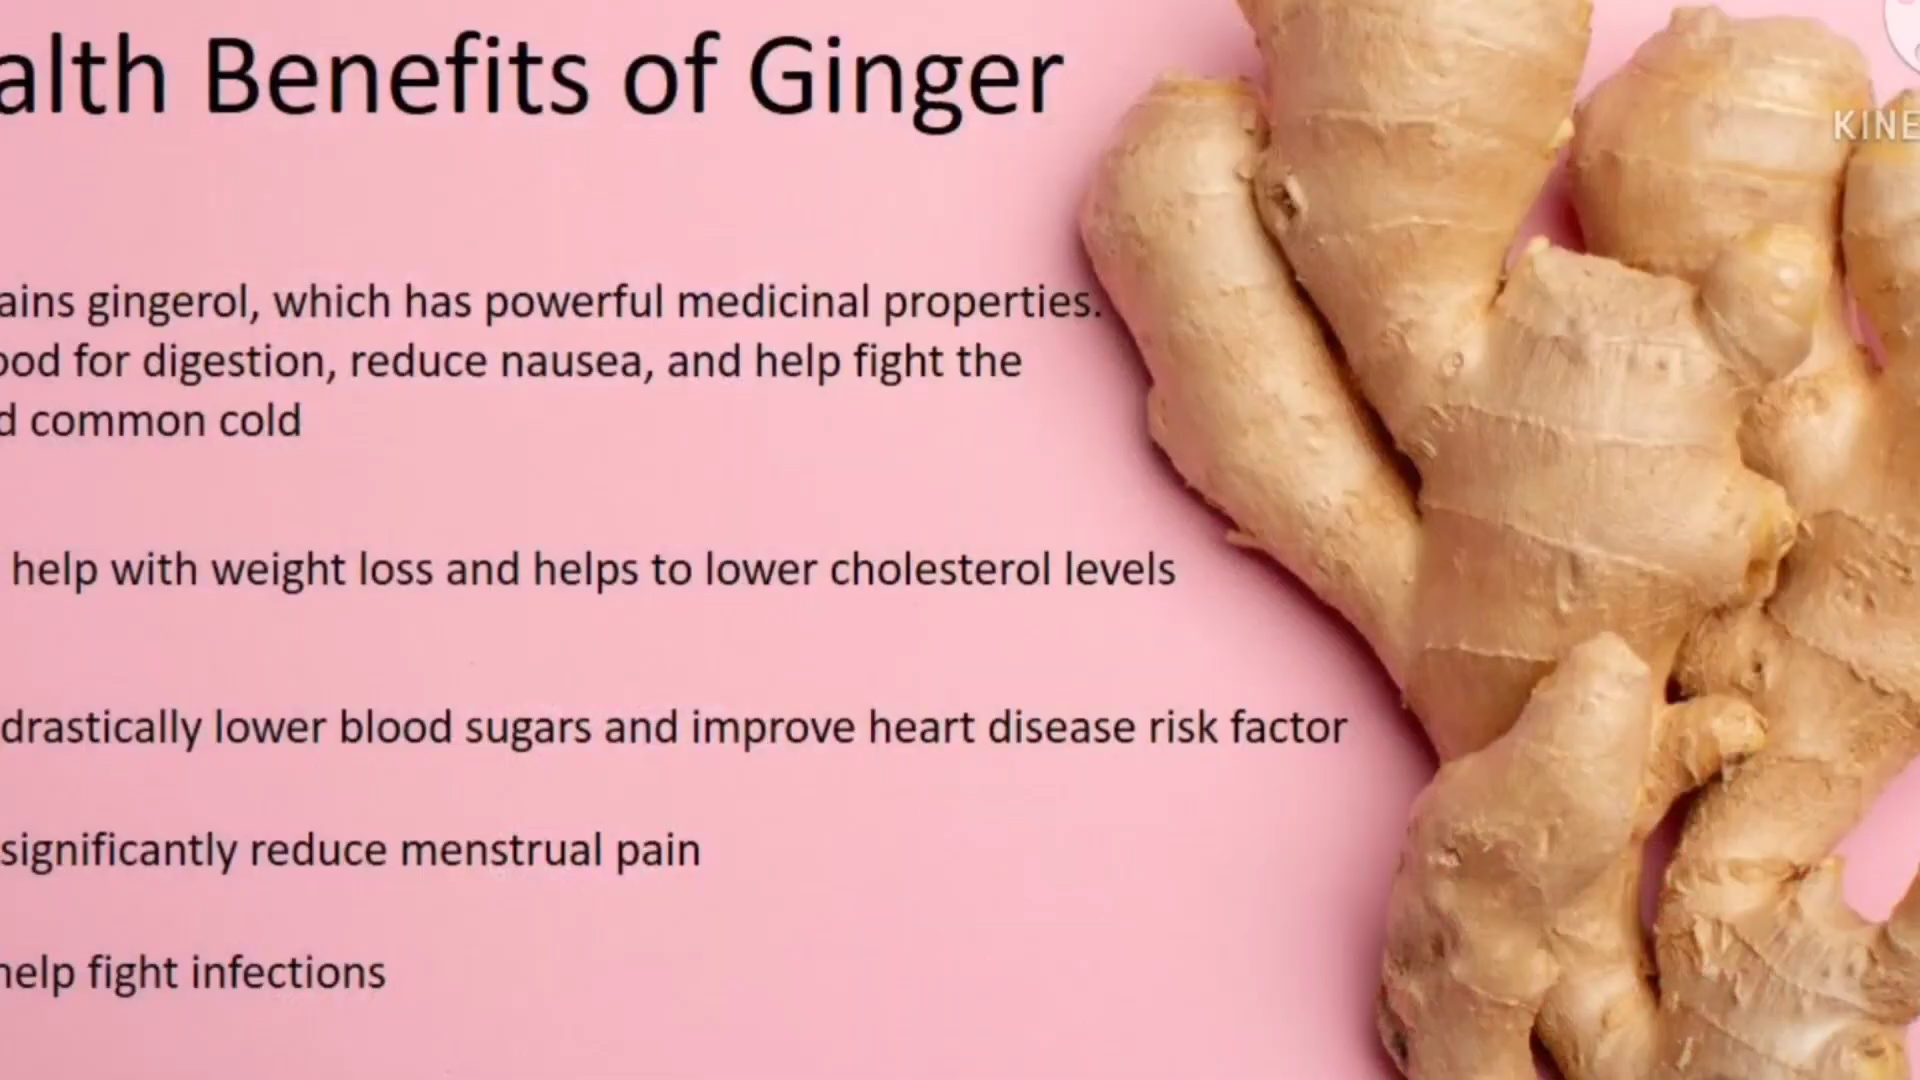 alth Benefits of Ginger
KINE
ains gingerol, which has powerful medicinal properties.
ood for digestion, reduce nausea, and help fight the
d common cold
help with weight loss and helps to lower cholesterol levels
drastically lower blood sugars and improve heart disease risk factor
significantly reduce menstrual pain
help fight infections